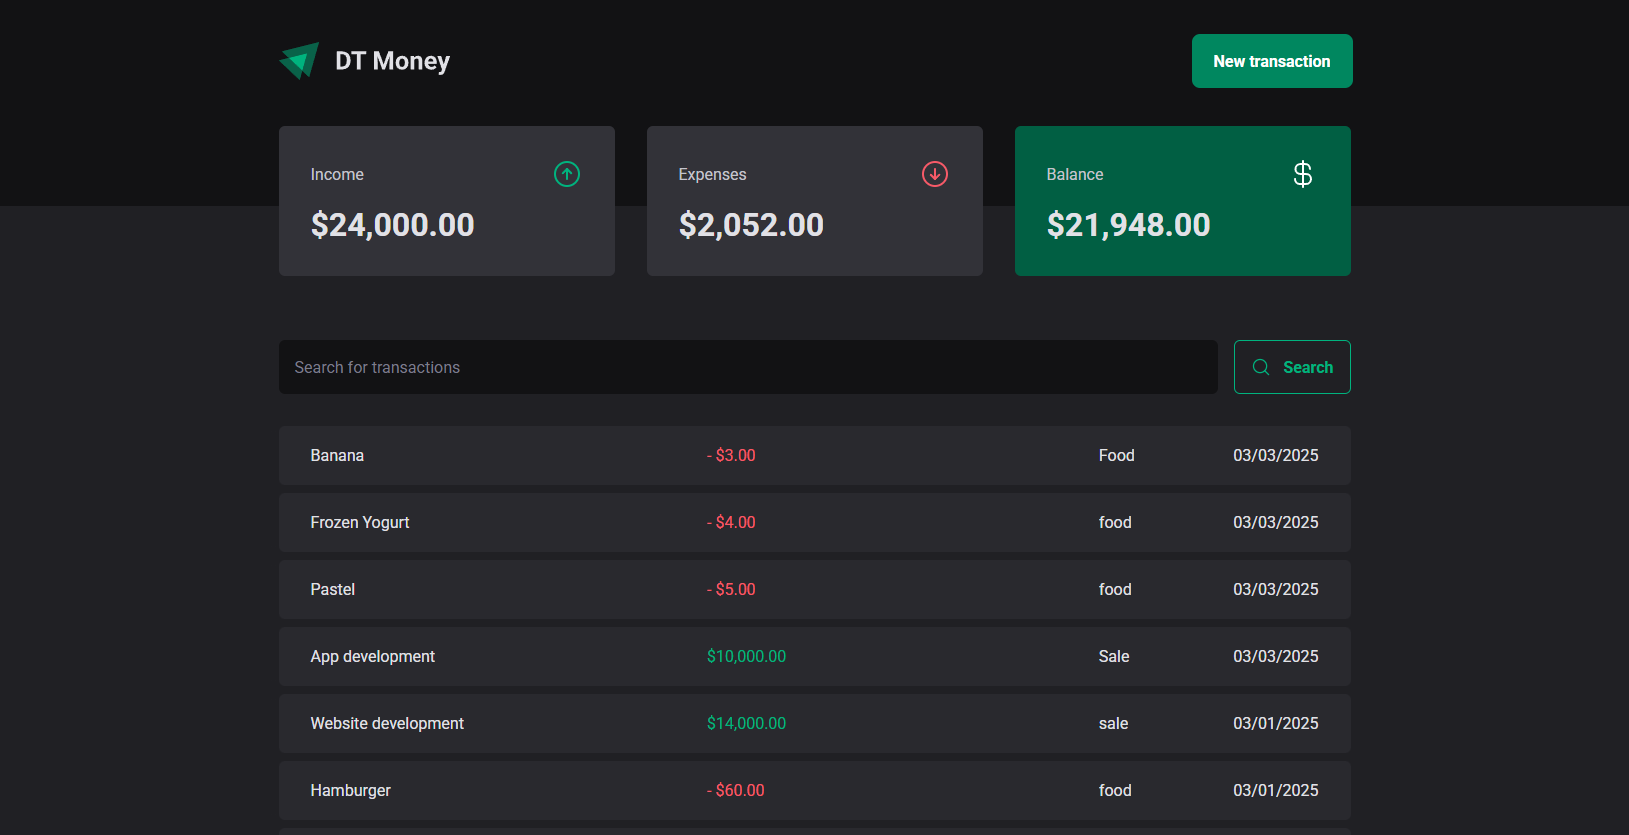 DT Money
New transaction
Income
$24,000.00
Expenses
$2,052.00
Balance
$
$21,948.00
Search for transactions
Search
Banana - $3.00 Food 03/03/2025
Frozen Yogurt - $4.00 food 03/03/2025
Pastel - $5.00 food 03/03/2025
App development $10,000.00 Sale 03/03/2025
Website development $14,000.00 sale 03/01/2025
Hamburger - $60.00 food 03/01/2025